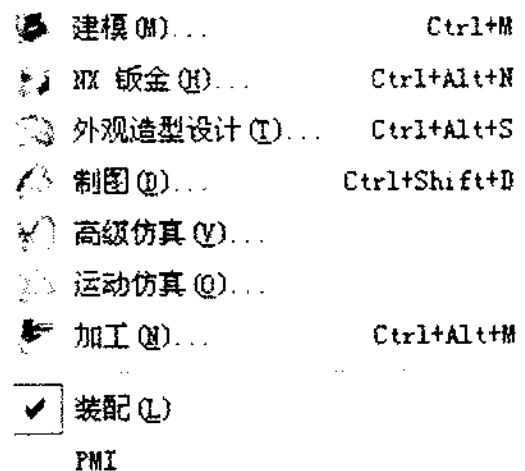 建模(M)... Ctrl+M
NX 钣金(H)... Ctrl+Alt+N
外观造型设计(T)... Ctrl+Alt+S
制图(D)... Ctrl+Shift+D
高级仿真(V)...
运动仿真(O)...
加工(N)... Ctrl+Alt+M
装配(L)
PMI